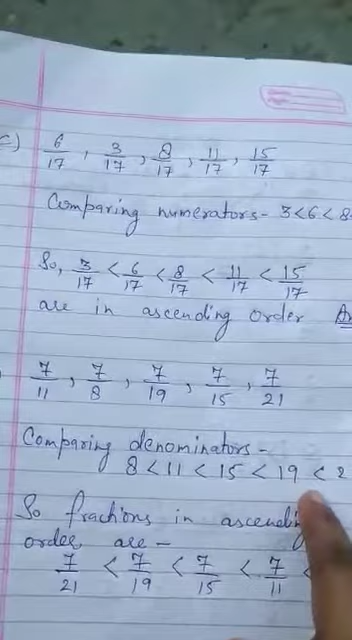 c) 6/17, 3/17, 8/17, 11/17, 15/17
Comparing numerators - 3<6<8
So, 3/17 < 6/17 < 8/17 < 11/17 < 15/17
are in ascending order
7/11, 7/8, 7/19, 7/15, 7/21
Comparing denominators -
8 < 11 < 15 < 19 < 2
So fractions in ascendin
order are -
7/21 < 7/19 < 7/15 < 7/11 <